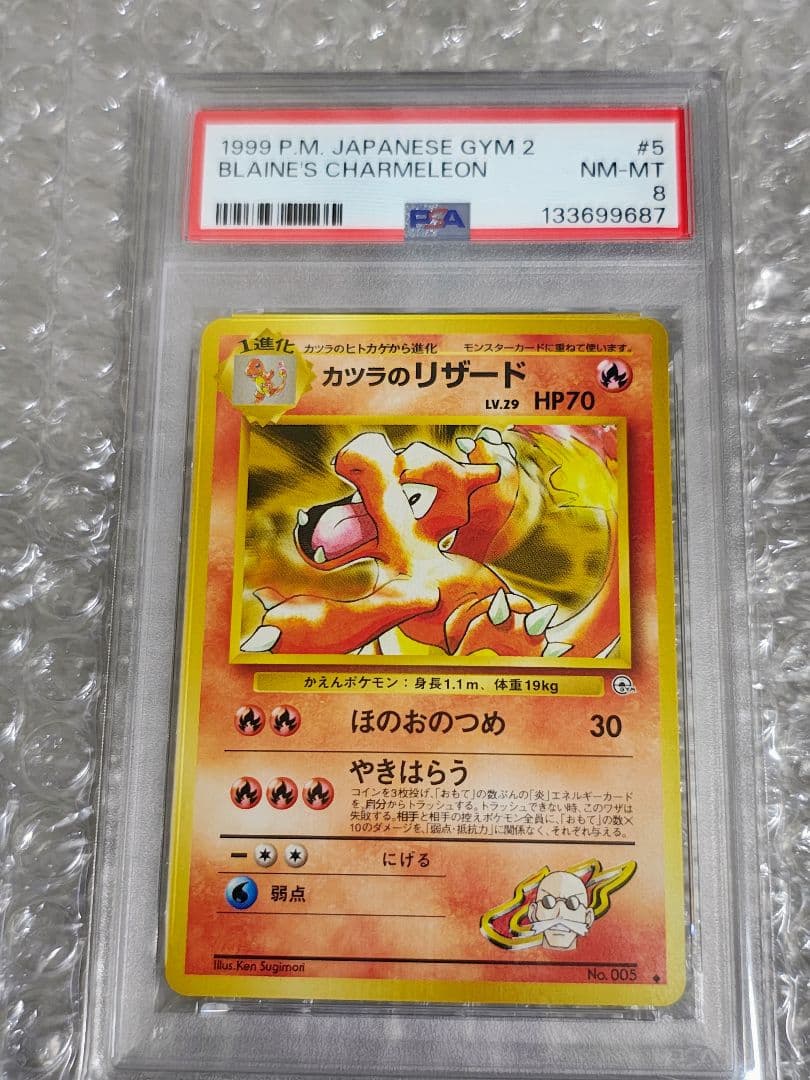 1999 P.M. JAPANESE GYM 2 #5
BLAINE'S CHARMELEON NM-MT
8
PSA 133699687
1進化 カツラのヒトカゲから進化 モンスターカードに重ねて使います。
カツラのリザード
LV.29 HP70
かえんポケモン：身長1.1m、体重19kg
GYM
ほのおのつめ 30
やきはらう
コインを3枚投げ、「おもて」の数ぶんの「炎」エネルギーカード
を、自分からトラッシュする。トラッシュできない時、このワザは
失敗する。相手と相手の控えポケモン全員に、「おもて」の数×
10のダメージを、「弱点・抵抗力」に関係なく、それぞれ与える。
にげる
弱点
Illus.Ken Sugimori
No. 005